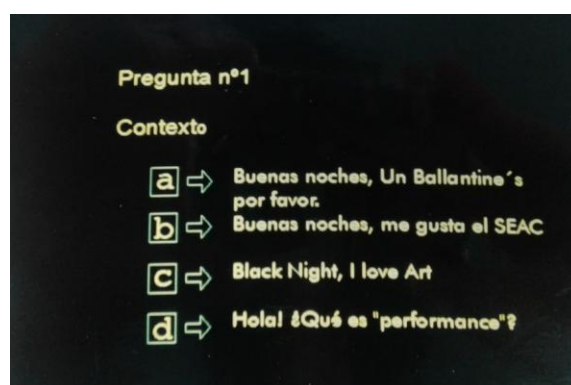 Pregunta nº1
Contexto
a ⇨ Buenas noches, Un Ballantine´s
por favor.
b ⇨ Buenas noches, me gusta el SEAC
c ⇨ Black Night, I love Art
d ⇨ Hola! ¿Qué es "performance"?